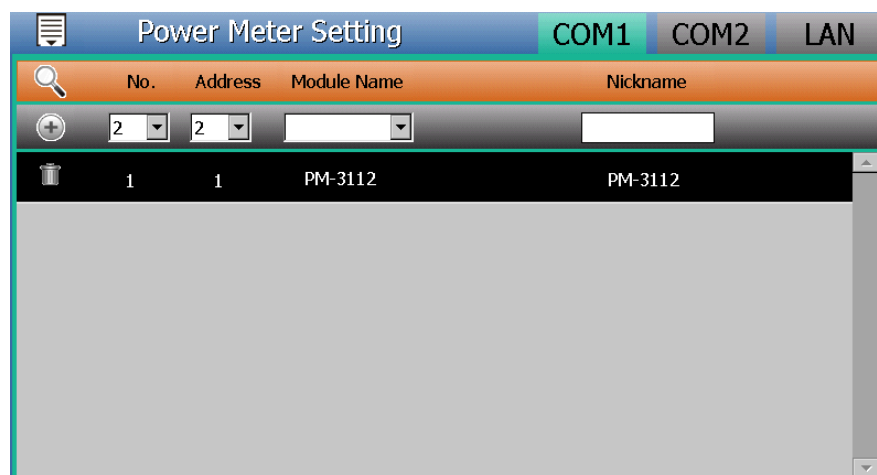 Power Meter Setting COM1 COM2 LAN
No. Address Module Name Nickname
2 2
1 1 PM-3112 PM-3112